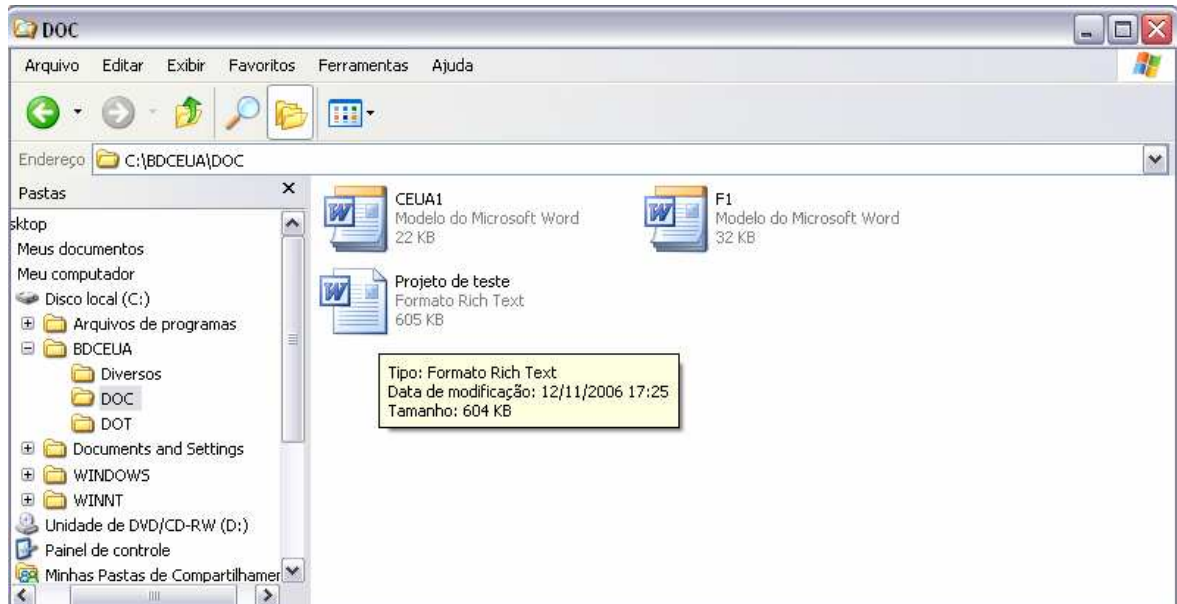 DOC
Arquivo Editar Exibir Favoritos Ferramentas Ajuda
Endereço C:\BDCEUA\DOC
Pastas
sktop
Meus documentos
Meu computador
Disco local (C:)
Arquivos de programas
BDCEUA
Diversos
DOC
DOT
Documents and Settings
WINDOWS
WINNT
Unidade de DVD/CD-RW (D:)
Painel de controle
Minhas Pastas de Compartilhamer
CEUA1
Modelo do Microsoft Word
22 KB
F1
Modelo do Microsoft Word
32 KB
Projeto de teste
Formato Rich Text
605 KB
Tipo: Formato Rich Text
Data de modificação: 12/11/2006 17:25
Tamanho: 604 KB